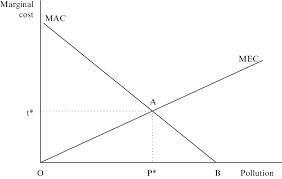 Marginal
cost
MAC
MEC
A
t*
O
P*
B
Pollution